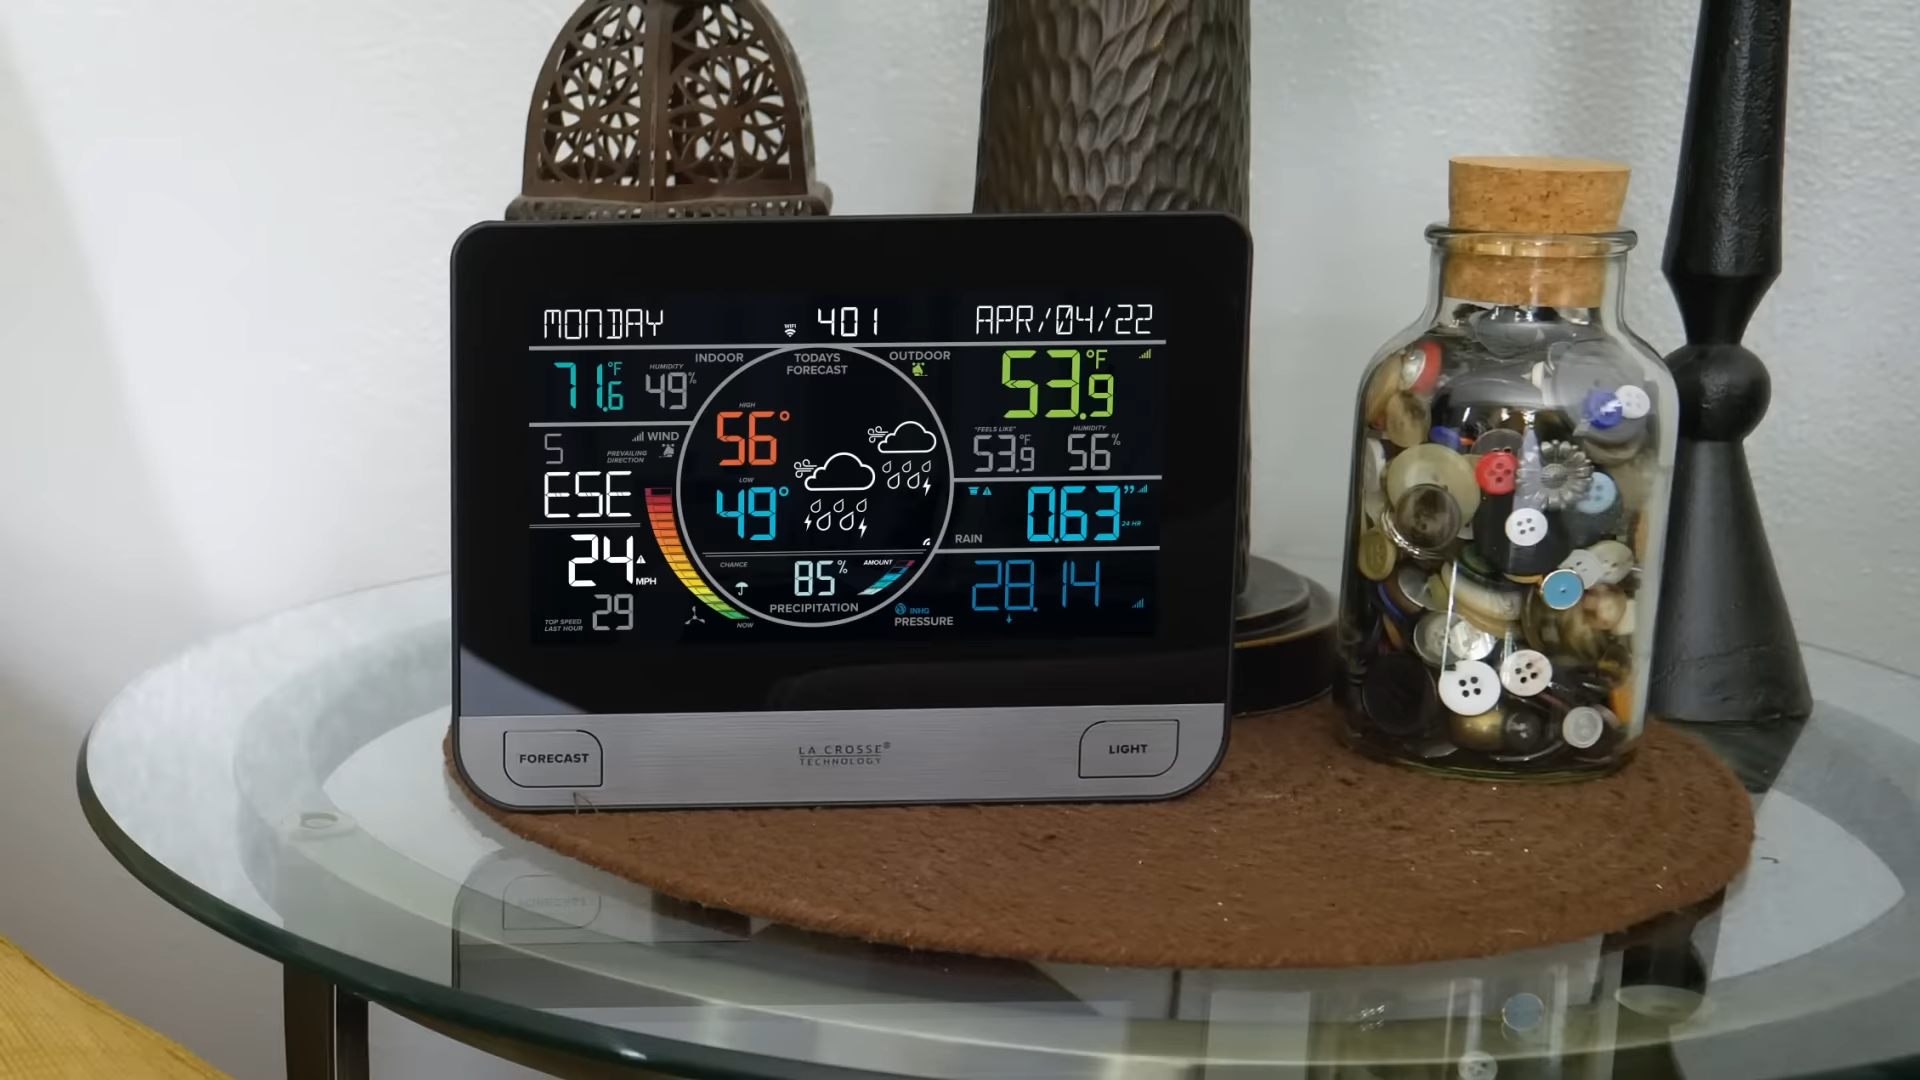 MONDAY WIFI 401 APR/04/22
71.6°F HUMIDITY 49% INDOOR
TODAYS
FORECAST
OUTDOOR 53.9°F
"FEELS LIKE" 53.9°F HUMIDITY 56%
S WIND
PREVAILING
DIRECTION
ESE
24 MPH
TOP SPEED
LAST HOUR 29
NOW
HIGH
56°
LOW
49°
CHANCE 85% AMOUNT
PRECIPITATION
RAIN 0.63" 24 HR
28.14
INHG
PRESSURE
FORECAST
LA CROSSE®
TECHNOLOGY
LIGHT